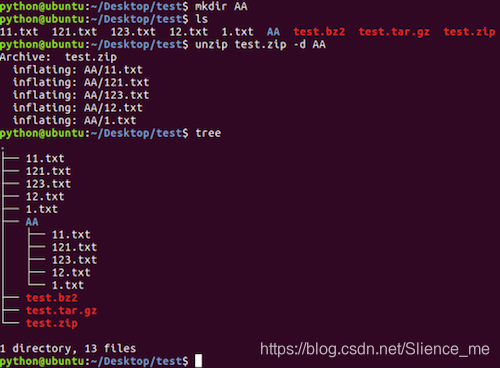 python@ubuntu:~/Desktop/test$ mkdir AA
python@ubuntu:~/Desktop/test$ ls
11.txt  121.txt  123.txt  12.txt  1.txt  AA  test.bz2  test.tar.gz  test.zip
python@ubuntu:~/Desktop/test$ unzip test.zip -d AA
Archive:  test.zip
  inflating: AA/11.txt
  inflating: AA/121.txt
  inflating: AA/123.txt
  inflating: AA/12.txt
  inflating: AA/1.txt
python@ubuntu:~/Desktop/test$ tree
.
├── 11.txt
├── 121.txt
├── 123.txt
├── 12.txt
├── 1.txt
├── AA
│   ├── 11.txt
│   ├── 121.txt
│   ├── 123.txt
│   ├── 12.txt
│   └── 1.txt
├── test.bz2
├── test.tar.gz
└── test.zip
1 directory, 13 files
python@ubuntu:~/Desktop/test$
https://blog.csdn.net/Slience_me